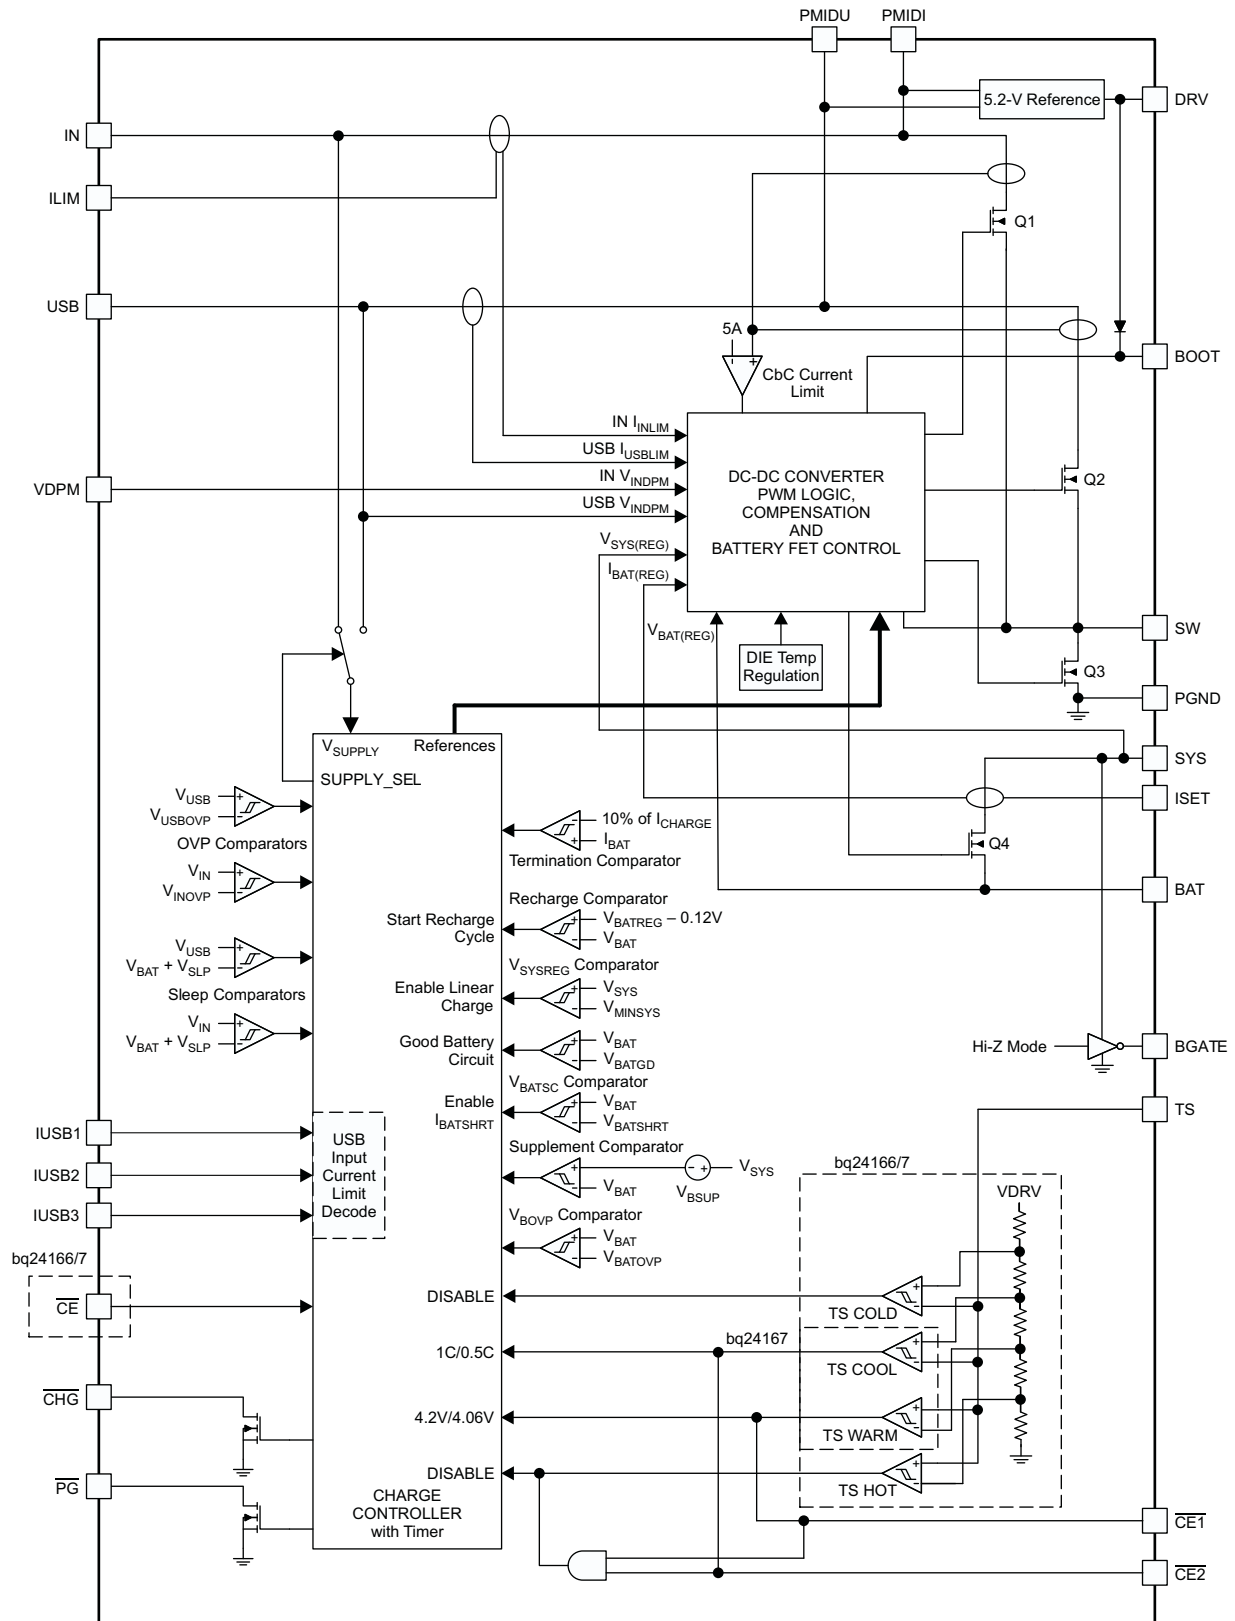 PMIDU PMIDI
5.2-V Reference
DRV
IN
ILIM
Q1
USB
5A
- +
CbC Current
Limit
BOOT
IN I_INLIM
USB I_USBLIM
VDPM
IN V_INDPM
USB V_INDPM
V_SYS(REG)
I_BAT(REG)
DC-DC CONVERTER
PWM LOGIC,
COMPENSATION
AND
BATTERY FET CONTROL
Q2
V_BAT(REG)
DIE Temp
Regulation
SW
Q3
PGND
V_SUPPLY
References
SUPPLY_SEL
SYS
ISET
Q4
BAT
V_USB +
V_USBOVP -
OVP Comparators
V_IN +
V_INOVP -
V_USB +
V_BAT + V_SLP -
Sleep Comparators
V_IN +
V_BAT + V_SLP -
- 10% of I_CHARGE
+ I_BAT
Termination Comparator
Recharge Comparator
Start Recharge
Cycle
+ V_BATREG – 0.12V
- V_BAT
V_SYSREG Comparator
Enable Linear
Charge
+ V_SYS
- V_MINSYS
Good Battery
Circuit
+ V_BAT
- V_BATGD
V_BATSC Comparator
Enable
I_BATSHRT
+ V_BAT
- V_BATSHRT
Supplement Comparator
+ - + V_SYS
- V_BAT
V_BSUP
V_BOVP Comparator
+ V_BAT
- V_BATOVP
Hi-Z Mode
BGATE
TS
IUSB1
IUSB2
IUSB3
USB
Input
Current
Limit
Decode
bq24166/7
CE
CHG
PG
bq24166/7
VDRV
DISABLE
+
-
TS COLD
bq24167
1C/0.5C
+
-
TS COOL
4.2V/4.06V
+
-
TS WARM
DISABLE
+
-
TS HOT
CHARGE
CONTROLLER
with Timer
CE1
CE2